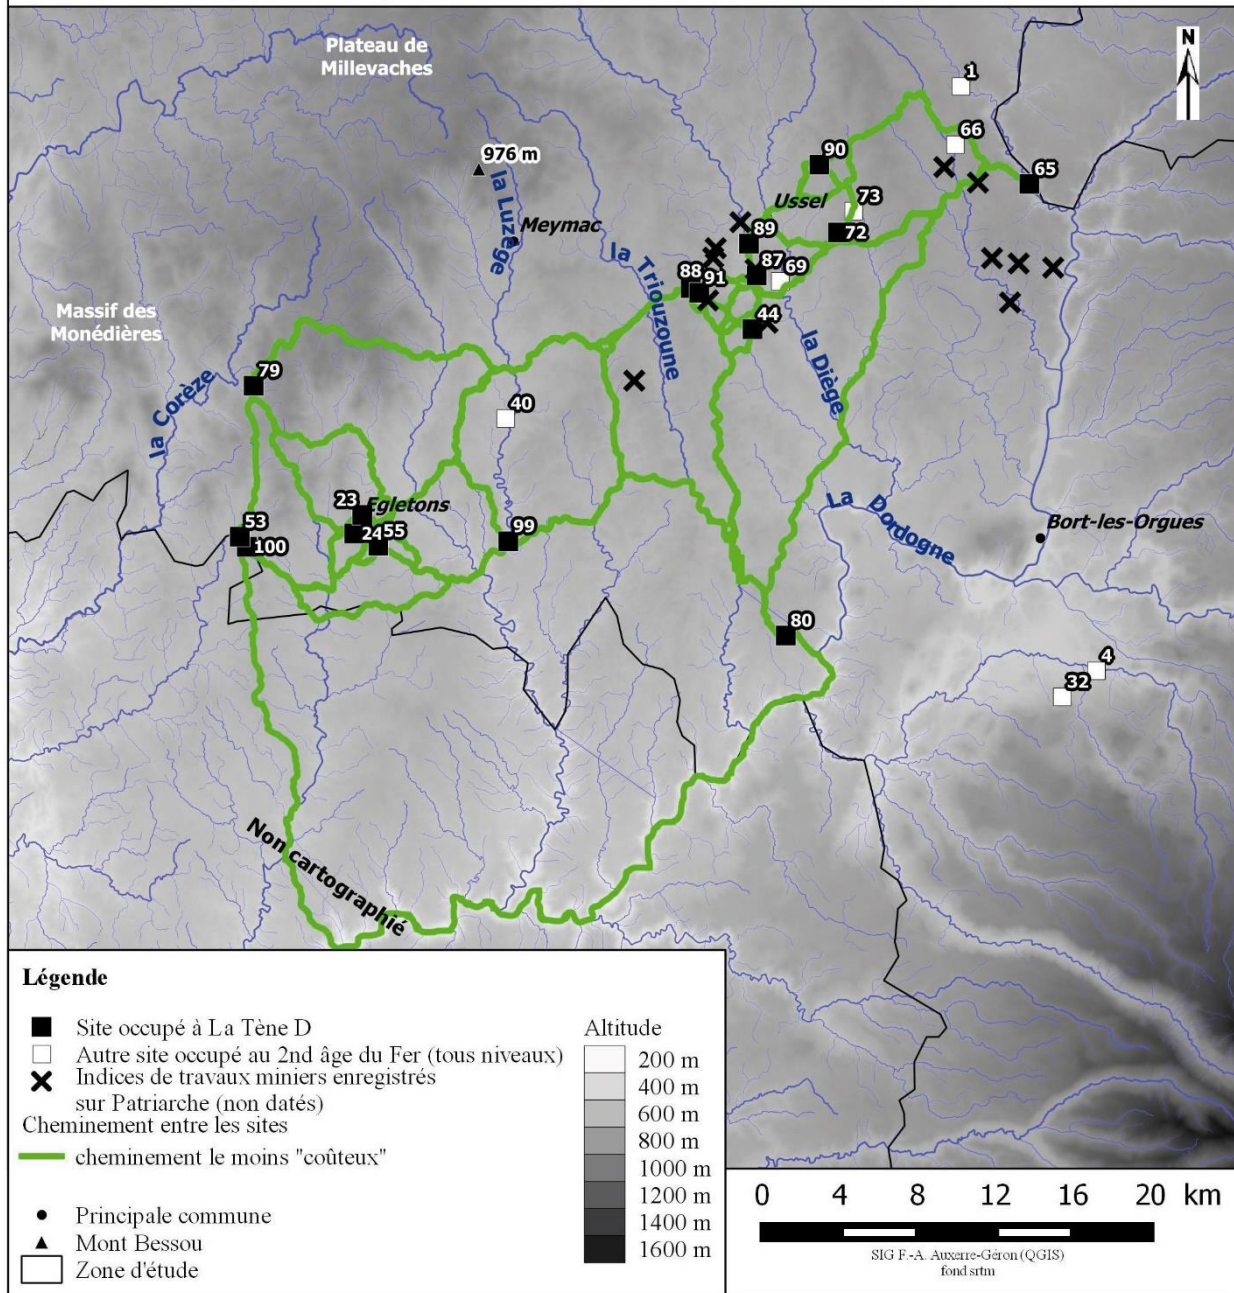 Plateau de
Millevaches
N
1
66
976 m
90
65
la Luzège
73
Ussel
Meymac
89
72
la Triouzoune
87
69
88
91
Massif des
Monédières
44
la Diège
79
la Corèze
40
23
Egletons
La Dordogne
53
24
55
99
Bort-les-Orgues
100
80
4
32
Non cartographié
Légende
Site occupé à La Tène D
Autre site occupé au 2nd âge du Fer (tous niveaux)
Indices de travaux miniers enregistrés
sur Patriarche (non datés)
Cheminement entre les sites
cheminement le moins "coûteux"
Principale commune
Mont Bessou
Zone d'étude
Altitude
200 m
400 m
600 m
800 m
1000 m
1200 m
1400 m
1600 m
0 4 8 12 16 20 km
SIG F.-A. Auxerre-Géron (QGIS)
fond srtm